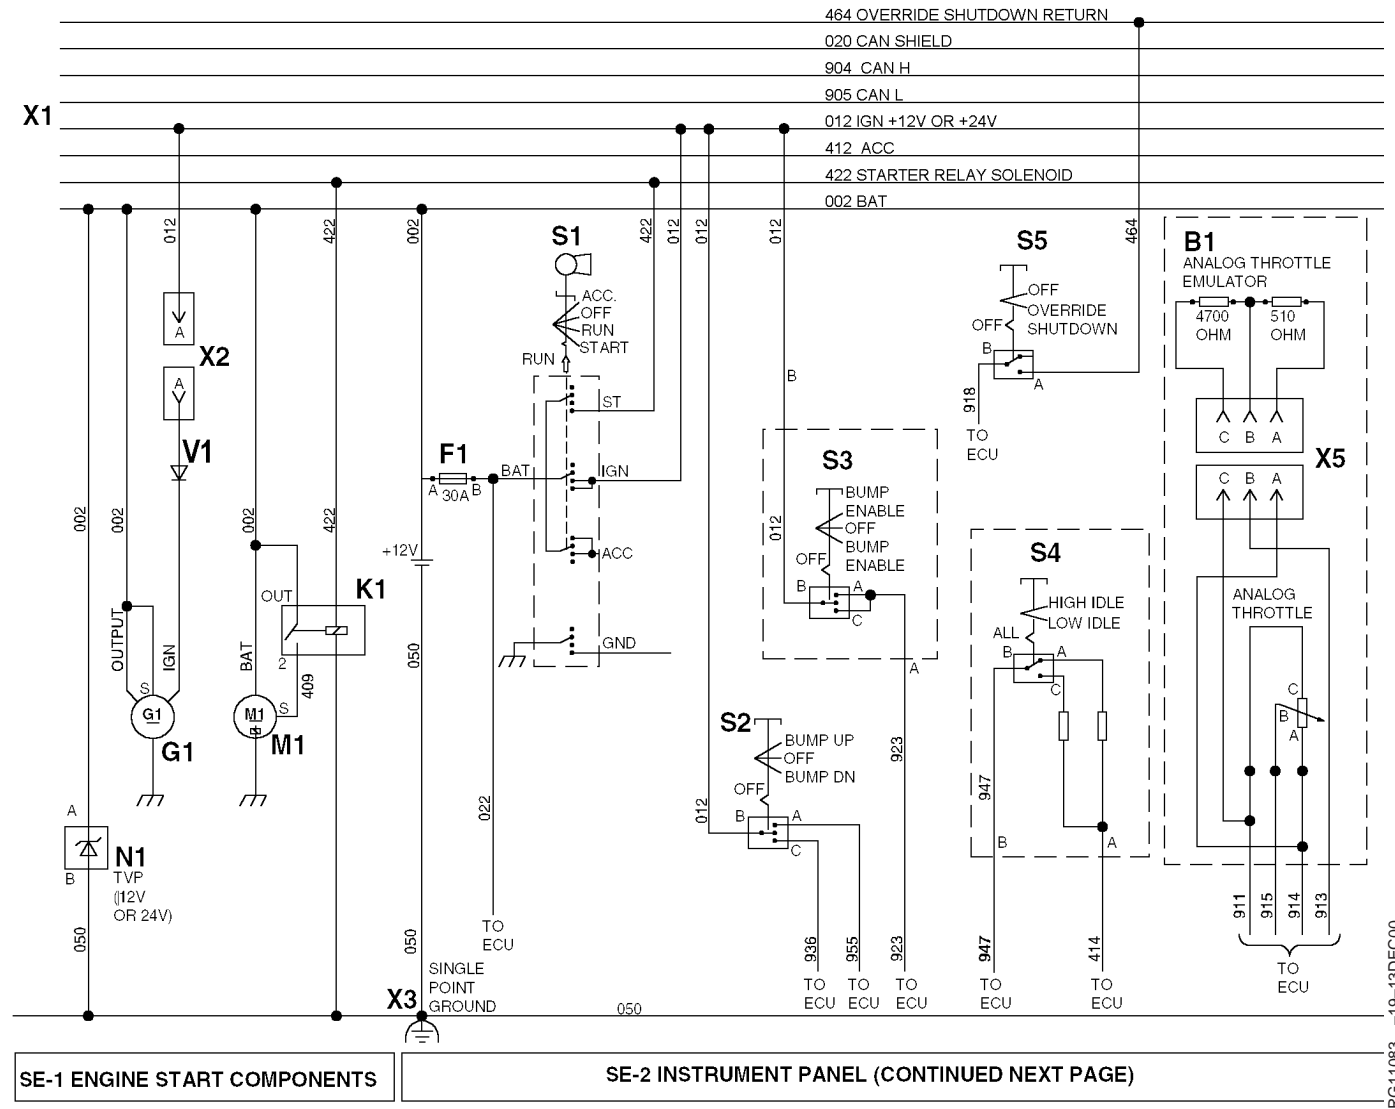 464 OVERRIDE SHUTDOWN RETURN
020 CAN SHIELD
904 CAN H
905 CAN L
X1
012 IGN +12V OR +24V
412 ACC
422 STARTER RELAY SOLENOID
002 BAT
012
422
002
S1
422
012
012
012
S5
464
B1
ANALOG THROTTLE
EMULATOR
ACC.
OFF
RUN
START
RUN
OFF
OVERRIDE
SHUTDOWN
OFF
B
A
4700
OHM
510
OHM
A
X2
A
B
918
TO
ECU
C B A
X5
C B A
V1
F1
A 30A B
BAT
ST
IGN
ACC
GND
S3
BUMP
ENABLE
OFF
BUMP
ENABLE
OFF
B
A
C
A
012
002
002
002
422
+12V
K1
OUT
2
409
050
S4
HIGH IDLE
LOW IDLE
ALL
B
A
C
ANALOG
THROTTLE
C
B
A
OUTPUT
IGN
BAT
S
G1
G1
S
M1
M1
S2
BUMP UP
OFF
BUMP DN
OFF
B
A
C
012
923
947
B
A
022
A
N1
B
TVP
(12V
OR 24V)
050
050
TO
ECU
936
955
923
947
414
911
915
914
913
TO
ECU
TO
ECU
TO
ECU
TO
ECU
TO
ECU
TO
ECU
X3
SINGLE
POINT
GROUND
050
SE-1 ENGINE START COMPONENTS
SE-2 INSTRUMENT PANEL (CONTINUED NEXT PAGE)
RG11083 –19–13DEC00